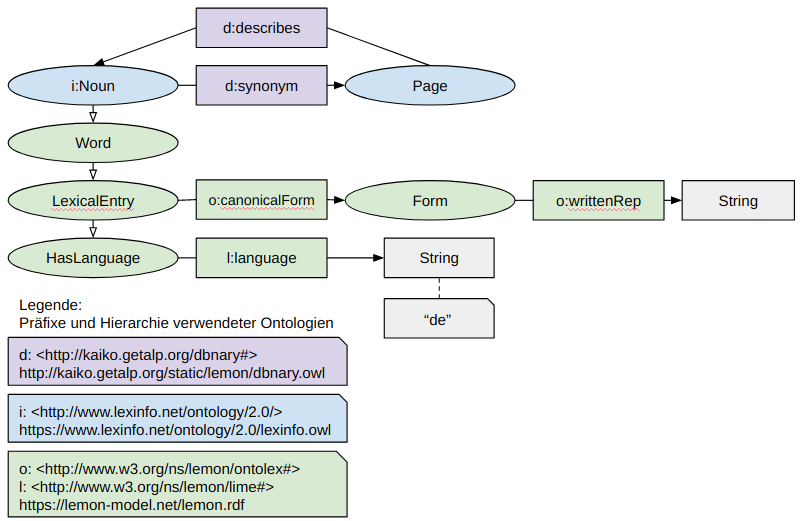 d:describes
i:Noun
d:synonym
Page
Word
LexicalEntry
o:canonicalForm
Form
o:writtenRep
String
HasLanguage
l:language
String
“de”
Legende:
Präfixe und Hierarchie verwendeter Ontologien
d: <http://kaiko.getalp.org/dbnary#>
http://kaiko.getalp.org/static/lemon/dbnary.owl
i: <http://www.lexinfo.net/ontology/2.0/>
https://www.lexinfo.net/ontology/2.0/lexinfo.owl
o: <http://www.w3.org/ns/lemon/ontolex#>
l: <http://www.w3.org/ns/lemon/lime#>
https://lemon-model.net/lemon.rdf